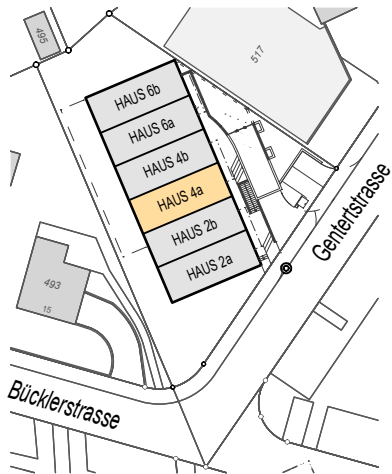 495
517
HAUS 6b
HAUS 6a
HAUS 4b
HAUS 4a
HAUS 2b
HAUS 2a
Gentertstrasse
493
15
Bücklerstrasse